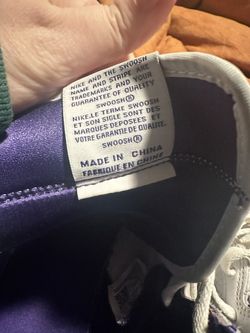 NIKE AND THE SWOOSH
NAME AND STRIPE ARE
TRADEMARKS AND YOUR
GUARANTEE OF QUALITY
SWOOSH®
NIKE.LE TERME SWOOSH
ET SON SIGLE SONT DES
MARQUES DEPOSEES ET
VOTRE GARANTIE DE QUALITE.
SWOOSH®
MADE IN CHINA
FABRIQUE EN CHINE